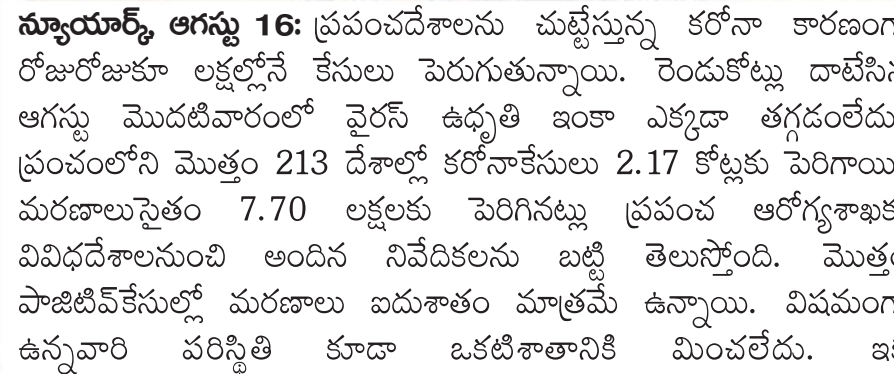 న్యూయార్క్, ఆగస్టు 16: ప్రపంచదేశాలను చుట్టేస్తున్న కరోనా కారణంగా
రోజురోజుకూ లక్షల్లోనే కేసులు పెరుగుతున్నాయి. రెండుకోట్లు దాటేసిన
ఆగస్టు మొదటివారంలో వైరస్ ఉధృతి ఇంకా ఎక్కడా తగ్గడంలేదు
ప్రంచంలోని మొత్తం 213 దేశాల్లో కరోనాకేసులు 2.17 కోట్లకు పెరిగాయి
మరణాలుసైతం 7.70 లక్షలకు పెరిగినట్లు ప్రపంచ ఆరోగ్యశాఖకు
వివిధదేశాలనుంచి అందిన నివేదికలను బట్టి తెలుస్తోంది. మొత్తం
పాజిటివ్‌కేసుల్లో మరణాలు ఐదుశాతం మాత్రమే ఉన్నాయి. విషమంగా
ఉన్నవారి పరిస్థితి కూడా ఒకటిశాతానికి మించలేదు.